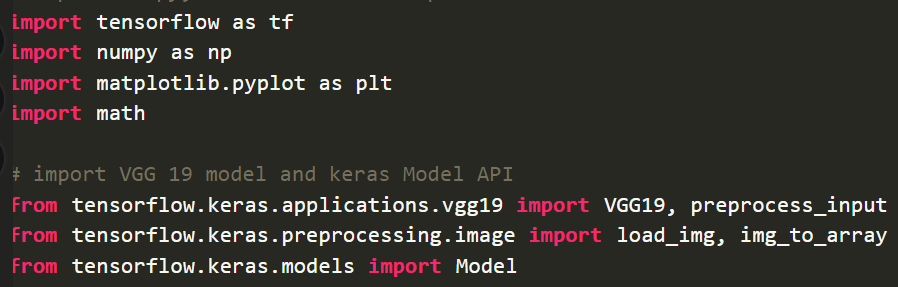 import tensorflow as tf
import numpy as np
import matplotlib.pyplot as plt
import math
# import VGG 19 model and keras Model API
from tensorflow.keras.applications.vgg19 import VGG19, preprocess_input
from tensorflow.keras.preprocessing.image import load_img, img_to_array
from tensorflow.keras.models import Model